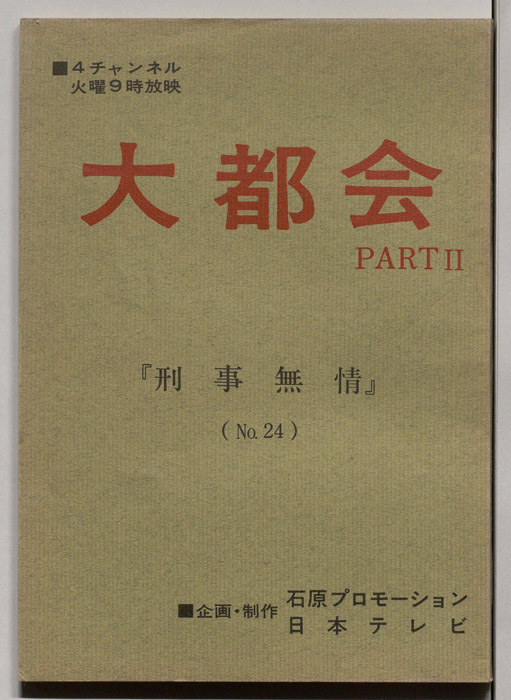 ■4チャンネル
火曜9時放映
大都会
PART II
『刑事無情』
(No.24)
■企画・制作 石原プロモーション
日本テレビ